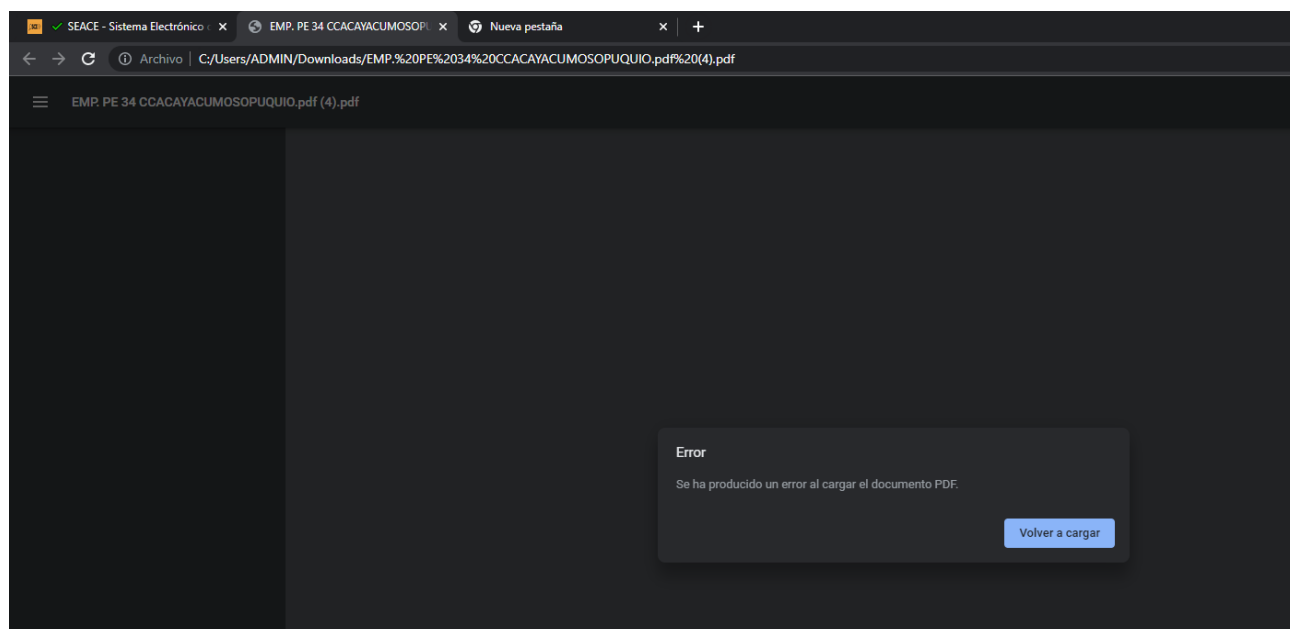 SEACE - Sistema Electrónico
EMP. PE 34 CCACAYACUMOSOPU
Nueva pestaña
Archivo | C:/Users/ADMIN/Downloads/EMP.%20PE%2034%20CCACAYACUMOSOPUQUIO.pdf%20(4).pdf
EMP. PE 34 CCACAYACUMOSOPUQUIO.pdf (4).pdf
Error
Se ha producido un error al cargar el documento PDF.
Volver a cargar